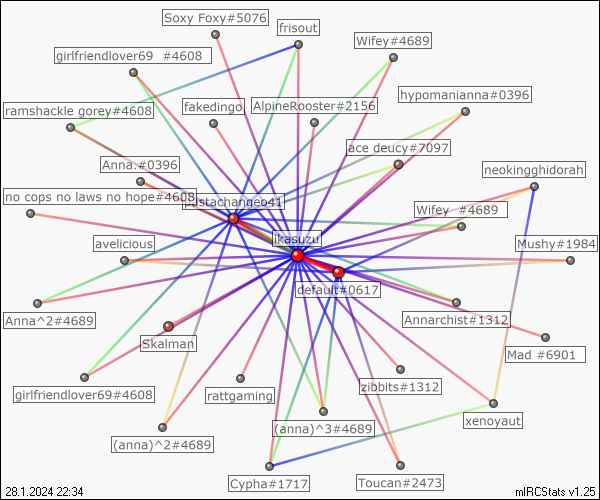 Soxy Foxy#5076
frisout
Wifey#4689
girlfriendlover69 #4608
hypomanianna#0396
ramshackle gorey#4608
fakedingo
AlpineRooster#2156
ace deucy#7097
Anna.#0396
neokingghidorah
no cops no laws no hope#4608
pistachangeo41
Wifey #4689
ikasuzu
avelicious
Mushy#1984
default#0617
Anna^2#4689
Annarchist#1312
Skalman
Mad #6901
girlfriendlover69#4608
rattgaming
zibbits#1312
xenoyaut
(anna)^2#4689
(anna)^3#4689
Cypha#1717
Toucan#2473
28.1.2024 22:34
mIRCStats v1.25